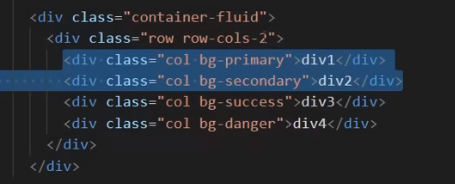 <div class="container-fluid">
<div class="row row-cols-2">
<div class="col bg-primary">div1</div>
<div class="col bg-secondary">div2</div>
<div class="col bg-success">div3</div>
<div class="col bg-danger">div4</div>
</div>
</div>